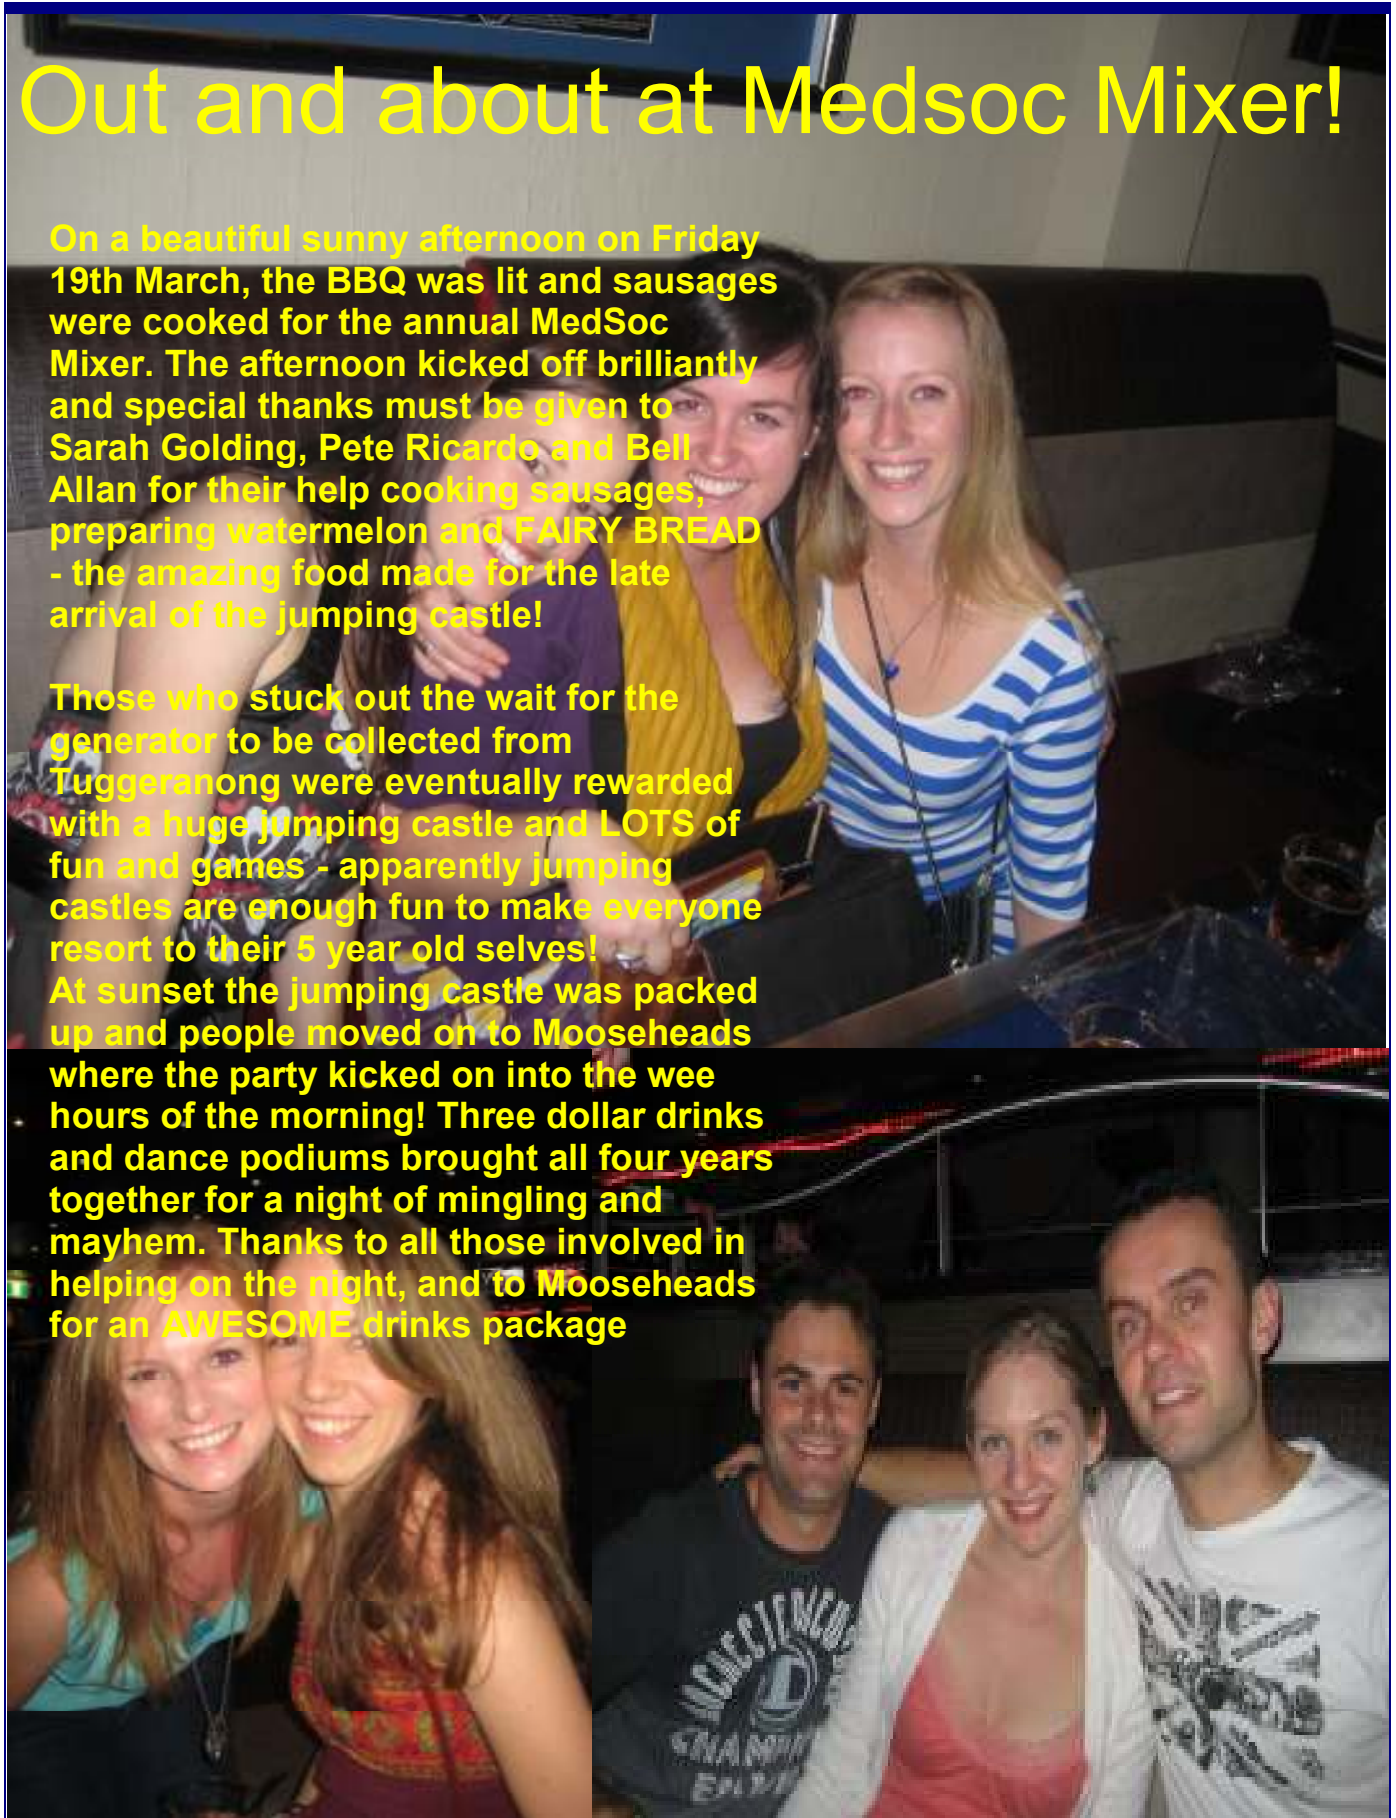 Out and about at Medsoc Mixer!
On a beautiful sunny afternoon on Friday
19th March, the BBQ was lit and sausages
were cooked for the annual MedSoc
Mixer. The afternoon kicked off brilliantly
and special thanks must be given to
Sarah Golding, Pete Ricardo and Bell
Allan for their help cooking sausages,
preparing watermelon and FAIRY BREAD
- the amazing food made for the late
arrival of the jumping castle!
Those who stuck out the wait for the
generator to be collected from
Tuggeranong were eventually rewarded
with a huge jumping castle and LOTS of
fun and games - apparently jumping
castles are enough fun to make everyone
resort to their 5 year old selves!
At sunset the jumping castle was packed
up and people moved on to Mooseheads
where the party kicked on into the wee
hours of the morning! Three dollar drinks
and dance podiums brought all four years
together for a night of mingling and
mayhem. Thanks to all those involved in
helping on the night, and to Mooseheads
for an AWESOME drinks package